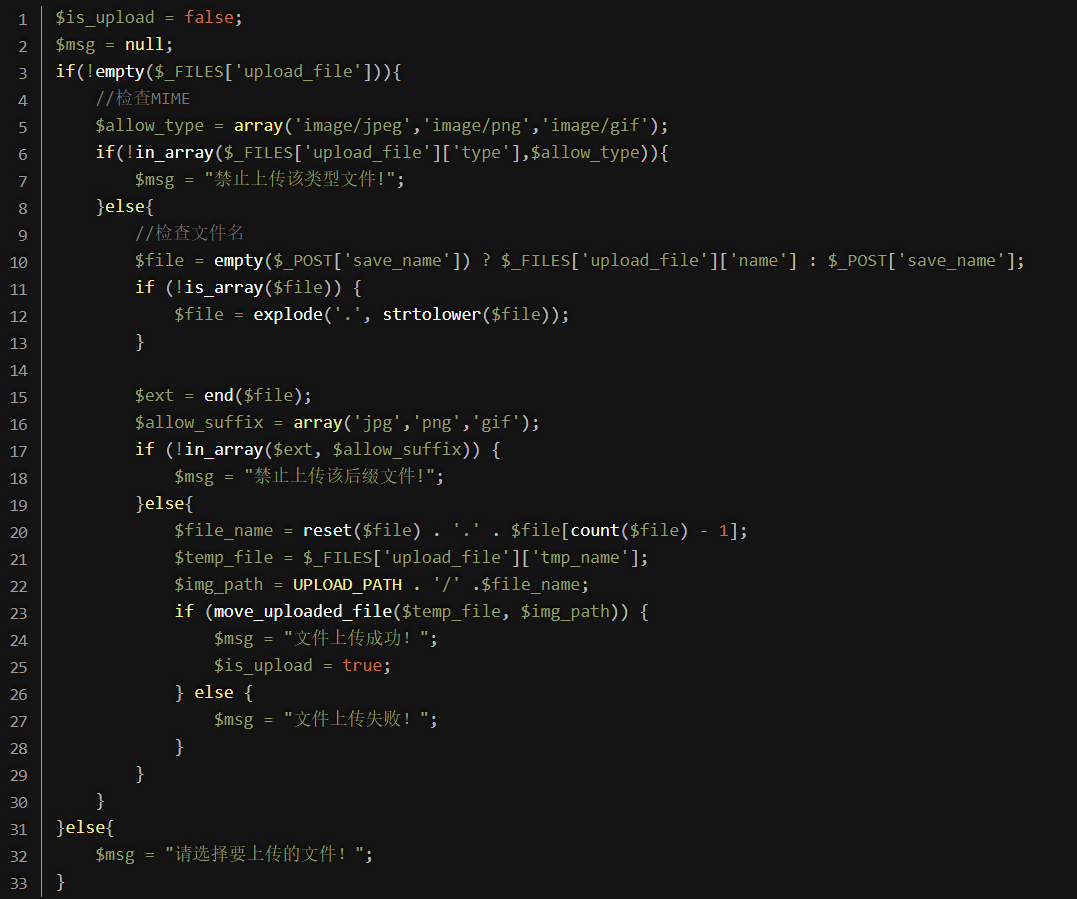 1 $is_upload = false;
2 $msg = null;
3 if(!empty($_FILES['upload_file'])){
4     //检查MIME
5     $allow_type = array('image/jpeg','image/png','image/gif');
6     if(!in_array($_FILES['upload_file']['type'],$allow_type)){
7         $msg = "禁止上传该类型文件!";
8     }else{
9         //检查文件名
10         $file = empty($_POST['save_name']) ? $_FILES['upload_file']['name'] : $_POST['save_name'];
11         if (!is_array($file)) {
12             $file = explode('.', strtolower($file));
13         }
14
15         $ext = end($file);
16         $allow_suffix = array('jpg','png','gif');
17         if (!in_array($ext, $allow_suffix)) {
18             $msg = "禁止上传该后缀文件!";
19         }else{
20             $file_name = reset($file) . '.' . $file[count($file) - 1];
21             $temp_file = $_FILES['upload_file']['tmp_name'];
22             $img_path = UPLOAD_PATH . '/' .$file_name;
23             if (move_uploaded_file($temp_file, $img_path)) {
24                 $msg = "文件上传成功！";
25                 $is_upload = true;
26             } else {
27                 $msg = "文件上传失败！";
28             }
29         }
30     }
31 }else{
32     $msg = "请选择要上传的文件！";
33 }